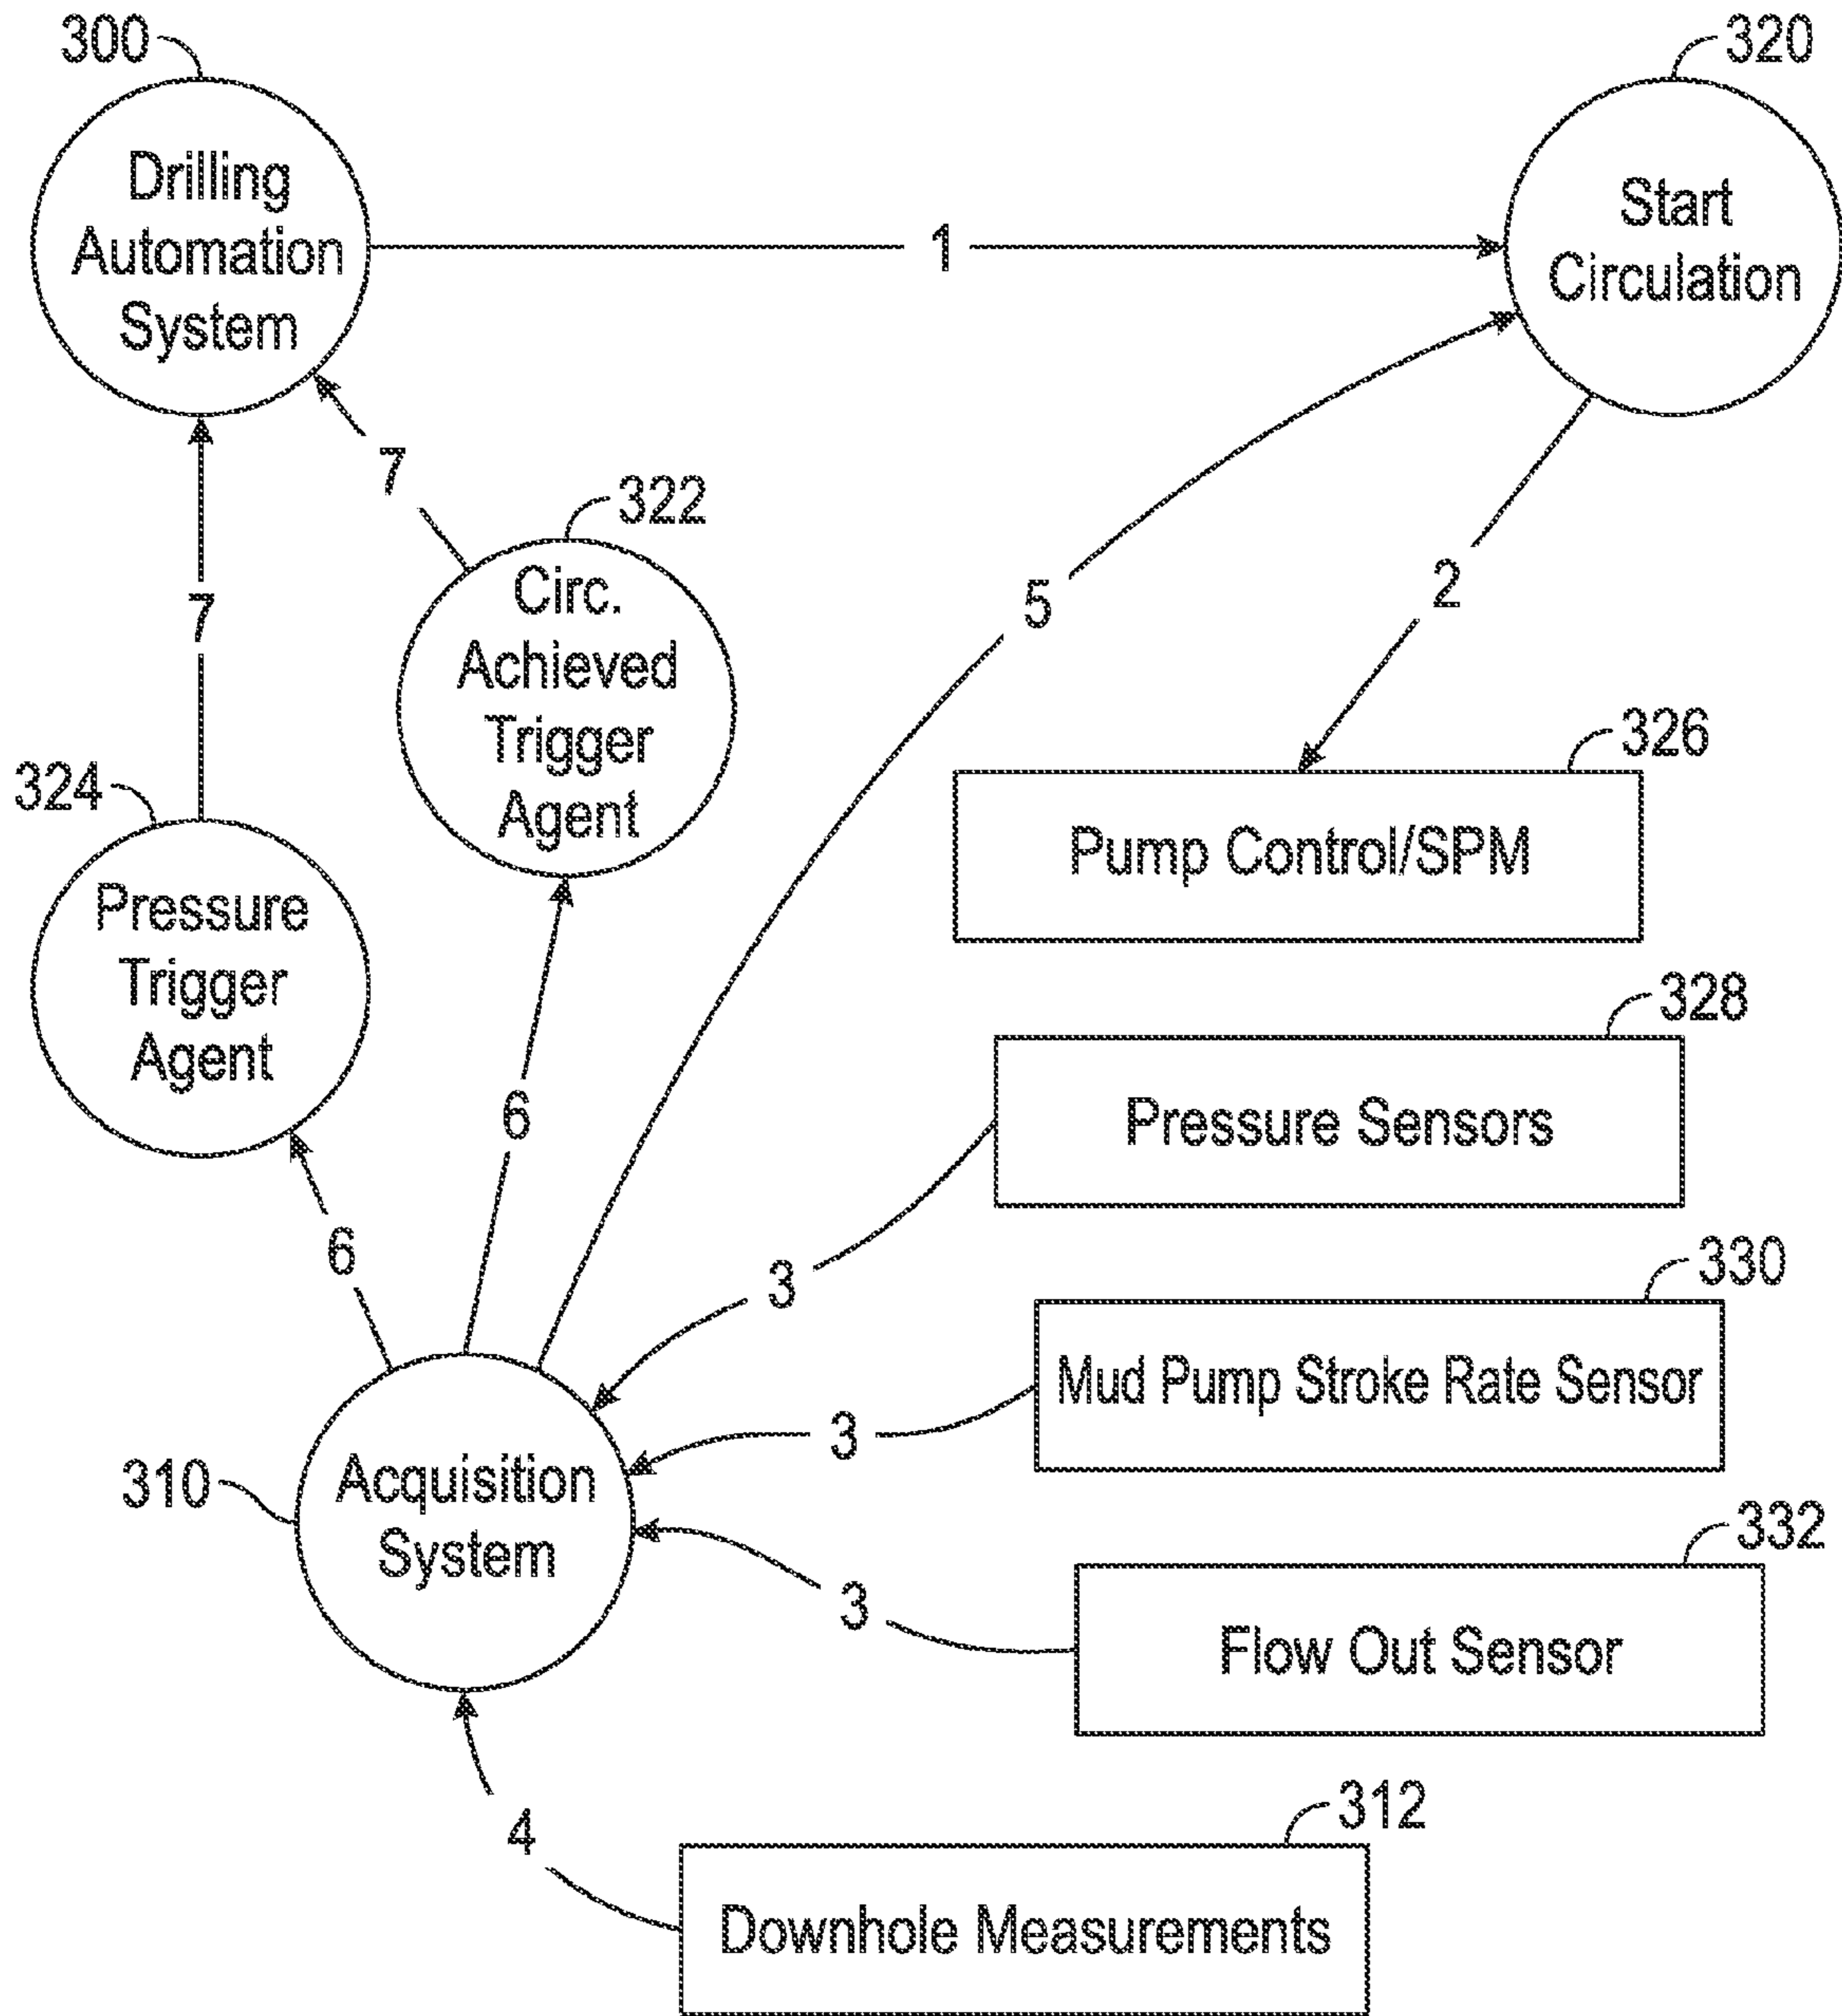 300
320
Drilling
Automation
System
1
Start
Circulation
7
322
5
2
7
Circ.
Achieved
Trigger
Agent
326
324
Pump Control/SPM
Pressure
Trigger
Agent
328
6
Pressure Sensors
6
3
330
Mud Pump Stroke Rate Sensor
3
310
Acquisition
System
332
3
Flow Out Sensor
312
4
Downhole Measurements